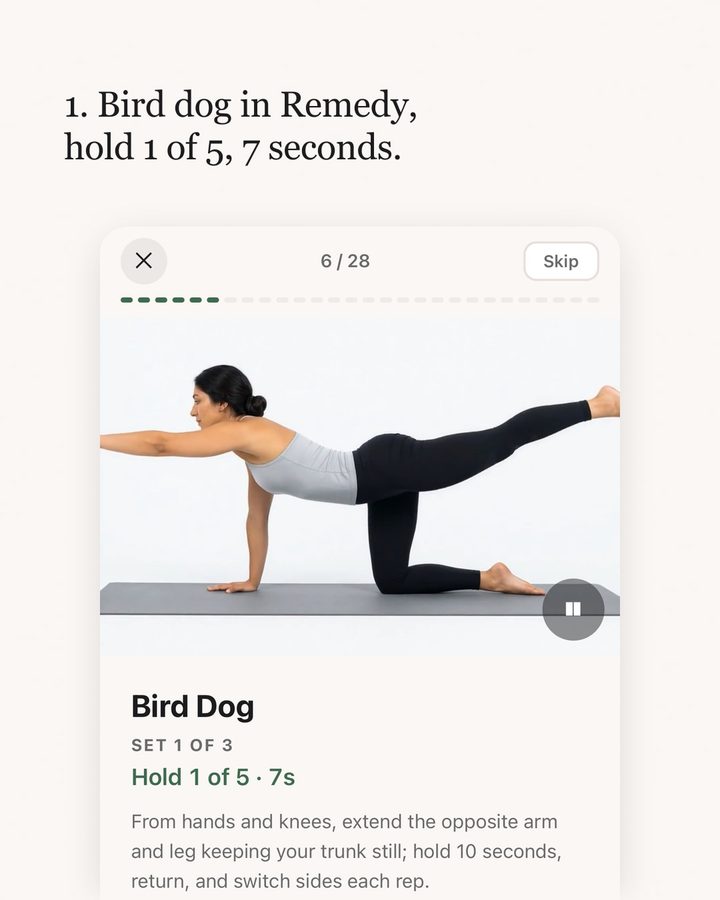 1. Bird dog in Remedy,
hold 1 of 5, 7 seconds.
6 / 28
Skip
Bird Dog
SET 1 OF 3
Hold 1 of 5 · 7s
From hands and knees, extend the opposite arm
and leg keeping your trunk still; hold 10 seconds,
return, and switch sides each rep.